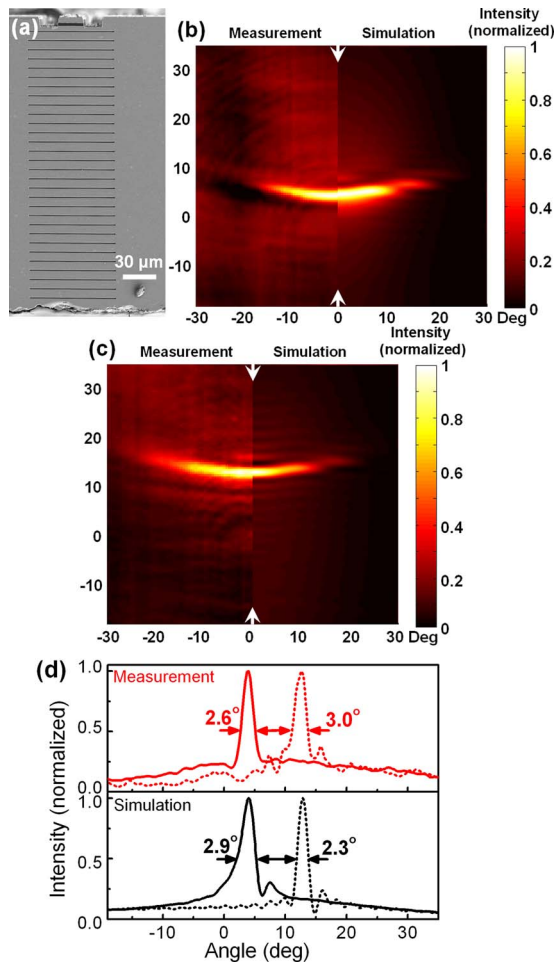 (a)
30 µm
(b)
Measurement Simulation
Intensity
(normalized)
30
20
10
0
-10
-30 -20 -10 0 10 20 30 Deg
1
0.8
0.6
0.4
0.2
0
(c)
Measurement Simulation
Intensity
(normalized)
30
20
10
0
-10
-30 -20 -10 0 10 20 30 Deg
1
0.8
0.6
0.4
0.2
0
(d)
Intensity (normalized)
1.0
0.5
0.0
Measurement
2.6° 3.0°
1.0
0.5
0.0
Simulation
2.9° 2.3°
-10 0 10 20 30
Angle (deg)